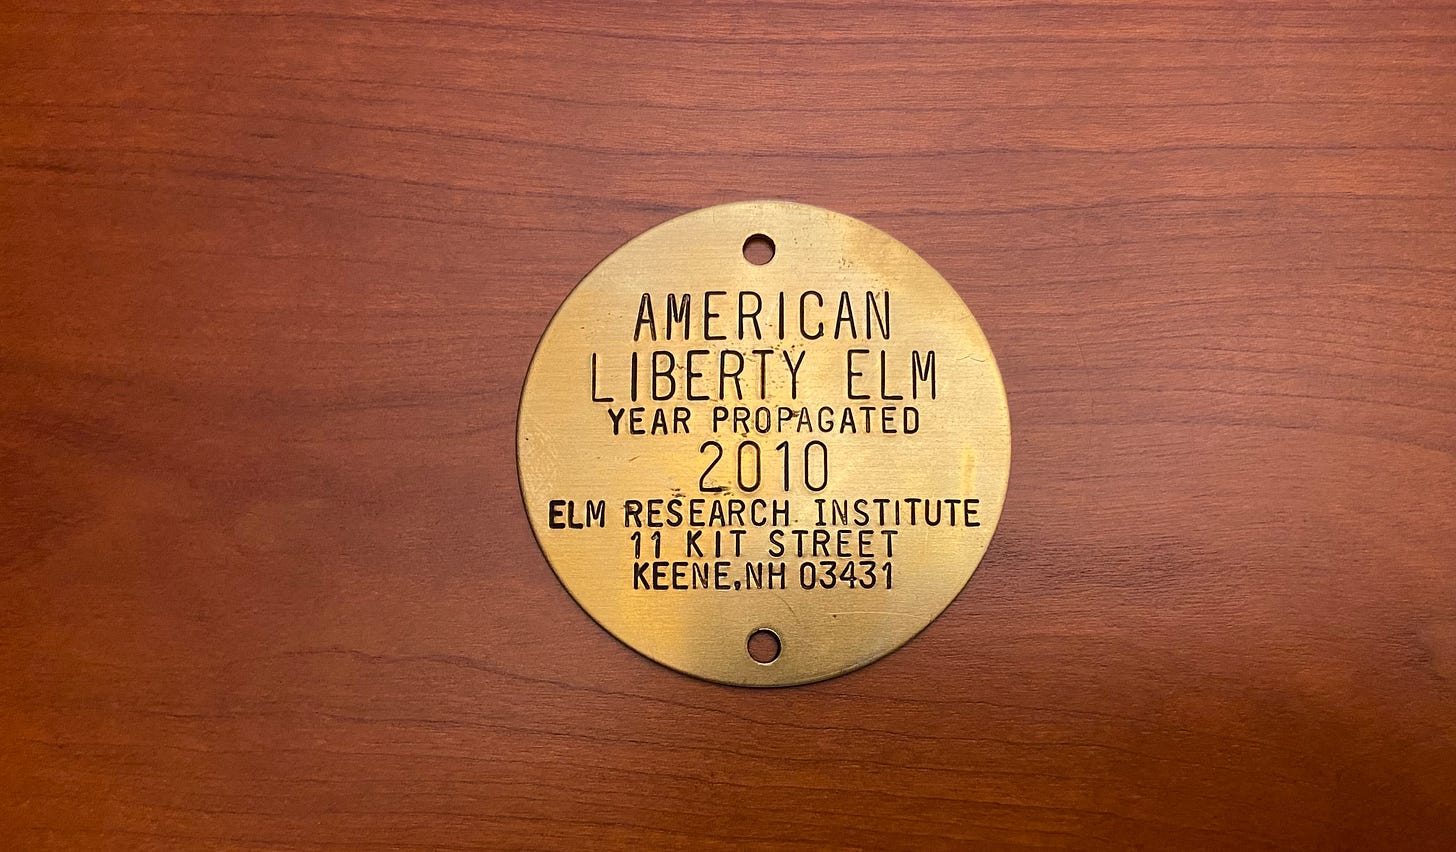 AMERICAN
LIBERTY ELM
YEAR PROPAGATED
2010
ELM RESEARCH INSTITUTE
11 KIT STREET
KEENE,NH 03431